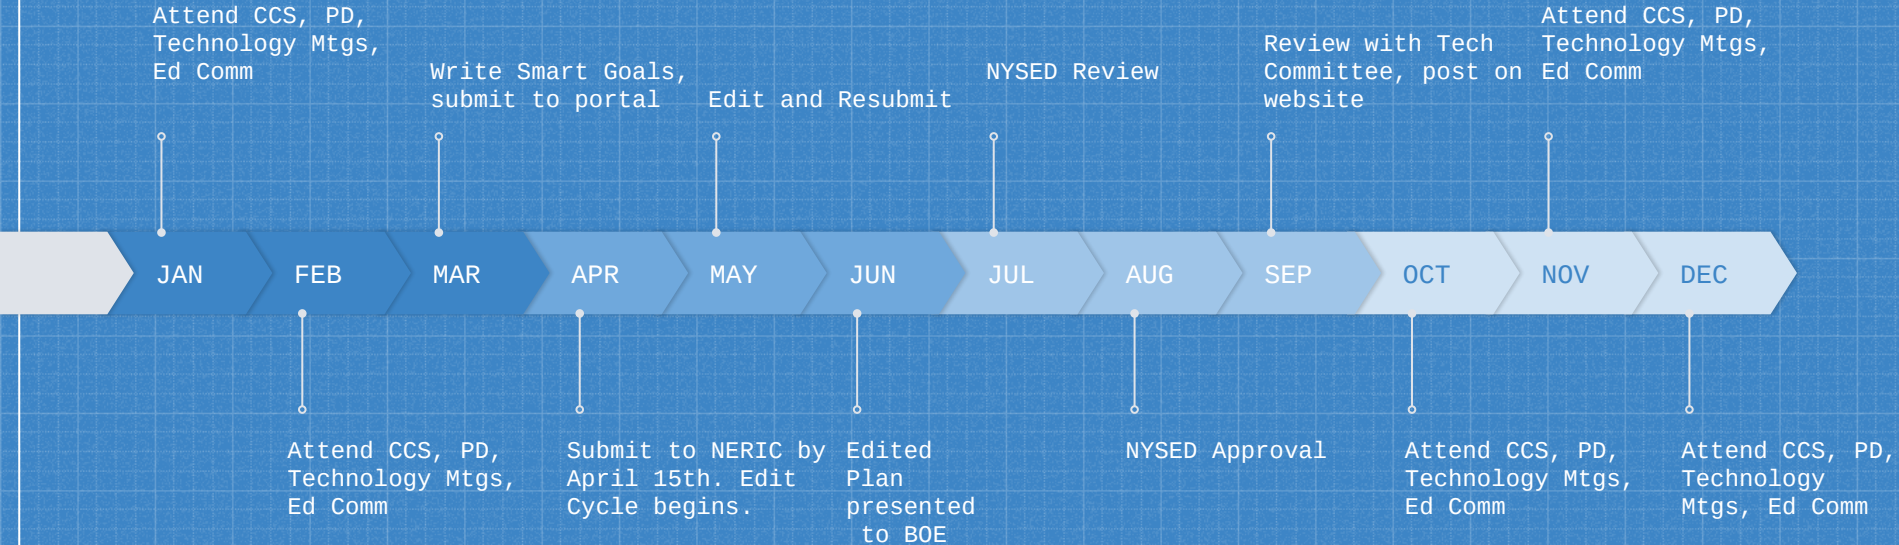 Attend CCS, PD,
Technology Mtgs,
Ed Comm
Write Smart Goals,
submit to portal
Edit and Resubmit
NYSED Review
Review with Tech
Committee, post on
website
Attend CCS, PD,
Technology Mtgs,
Ed Comm
JAN
FEB
MAR
APR
MAY
JUN
JUL
AUG
SEP
OCT
NOV
DEC
Attend CCS, PD,
Technology Mtgs,
Ed Comm
Submit to NERIC by
April 15th. Edit
Cycle begins.
Edited
Plan
presented
to BOE
NYSED Approval
Attend CCS, PD,
Technology Mtgs,
Ed Comm
Attend CCS, PD,
Technology
Mtgs, Ed Comm